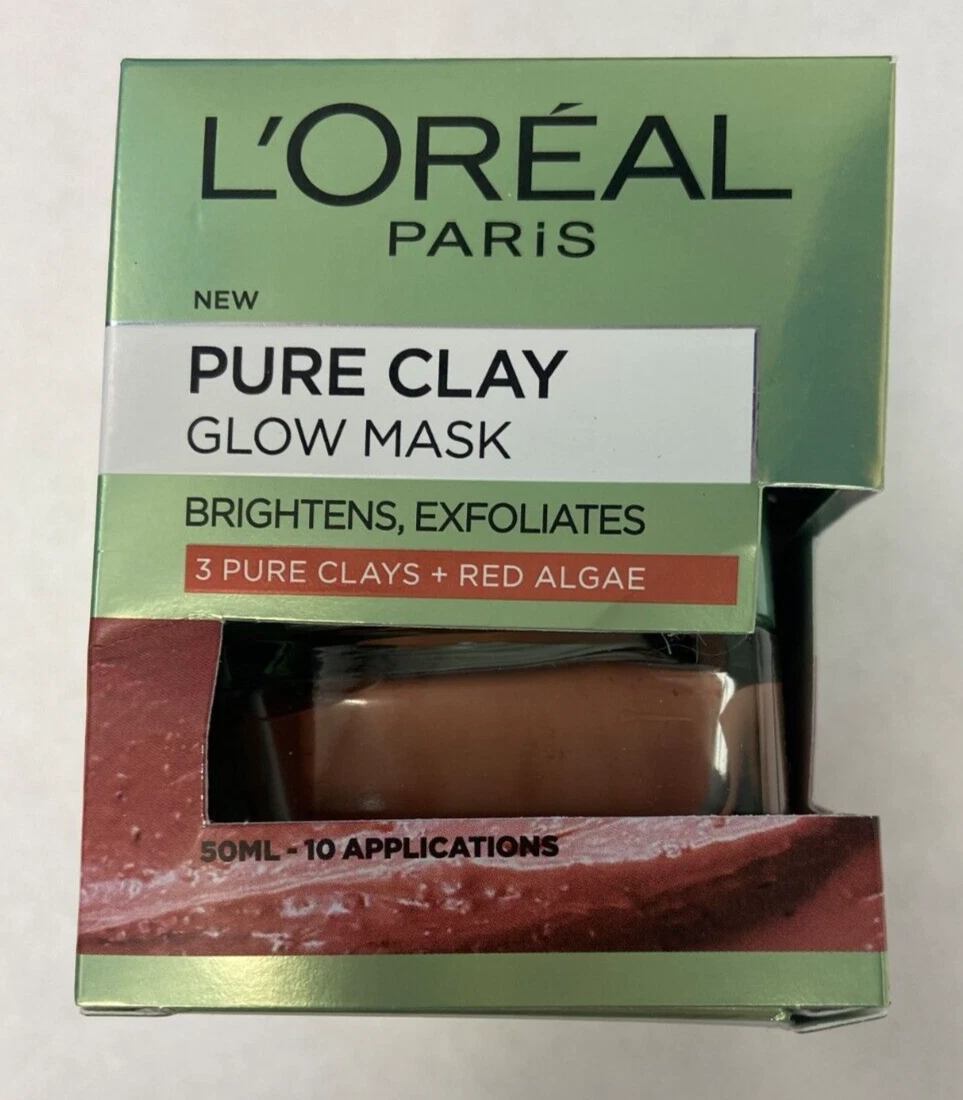 L'ORÉAL
PARiS
NEW
PURE CLAY
GLOW MASK
BRIGHTENS, EXFOLIATES
3 PURE CLAYS + RED ALGAE
50ML - 10 APPLICATIONS